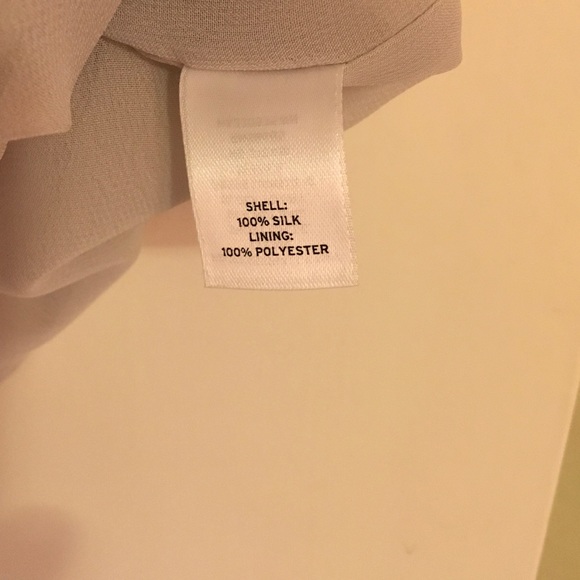 SHELL:
100% SILK
LINING:
100% POLYESTER